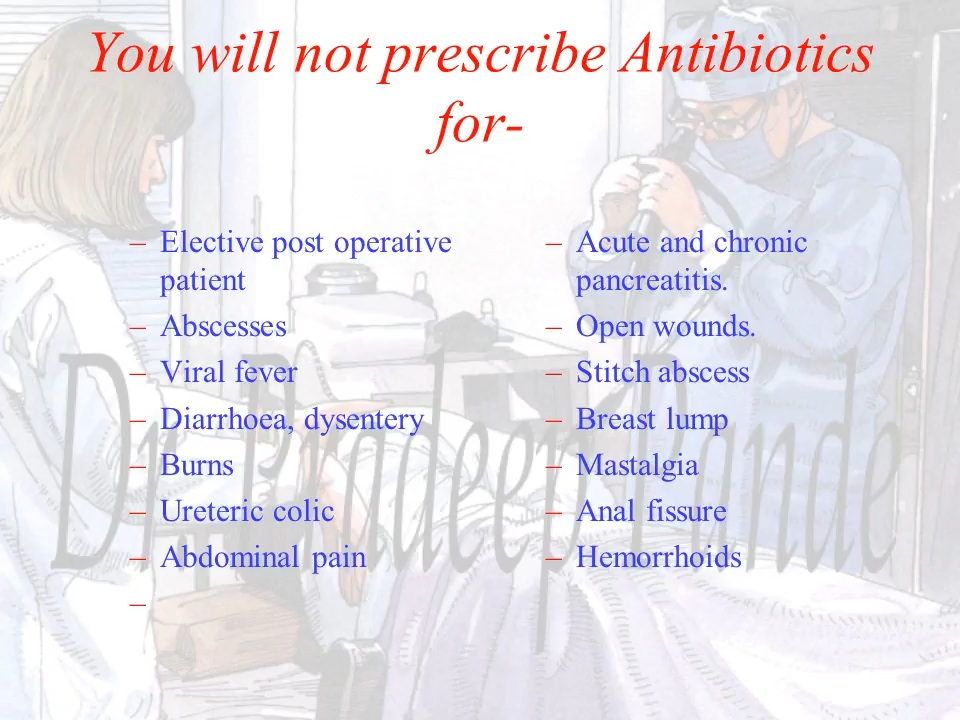 You will not prescribe Antibiotics
for-
– Elective post operative
patient
– Abscesses
– Viral fever
– Diarrhoea, dysentery
– Burns
– Ureteric colic
– Abdominal pain
–
– Acute and chronic
pancreatitis.
– Open wounds.
– Stitch abscess
– Breast lump
– Mastalgia
– Anal fissure
– Hemorrhoids
Dr. Pradeep Pande